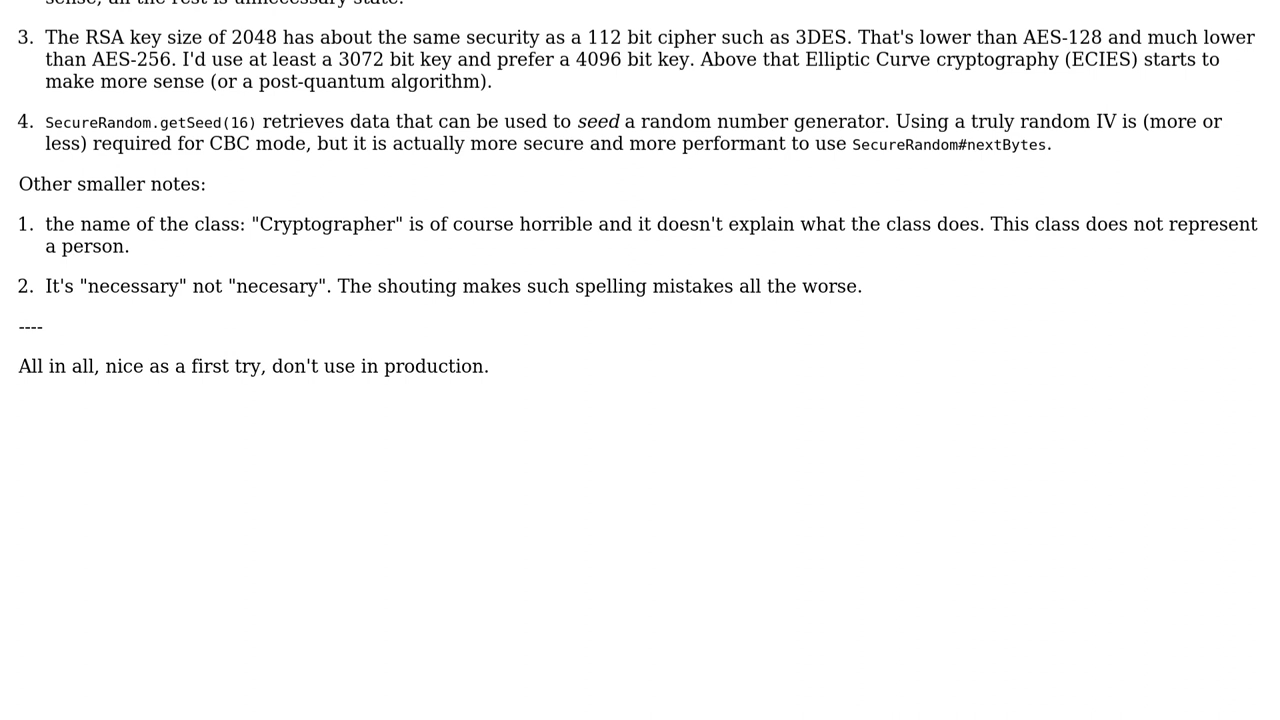 sense, all the rest is unnecessary state.
3. The RSA key size of 2048 has about the same security as a 112 bit cipher such as 3DES. That's lower than AES-128 and much lower
than AES-256. I'd use at least a 3072 bit key and prefer a 4096 bit key. Above that Elliptic Curve cryptography (ECIES) starts to
make more sense (or a post-quantum algorithm).
4. SecureRandom.getSeed(16) retrieves data that can be used to seed a random number generator. Using a truly random IV is (more or
less) required for CBC mode, but it is actually more secure and more performant to use SecureRandom#nextBytes.
Other smaller notes:
1. the name of the class: "Cryptographer" is of course horrible and it doesn't explain what the class does. This class does not represent
a person.
2. It's "necessary" not "necesary". The shouting makes such spelling mistakes all the worse.
----
All in all, nice as a first try, don't use in production.